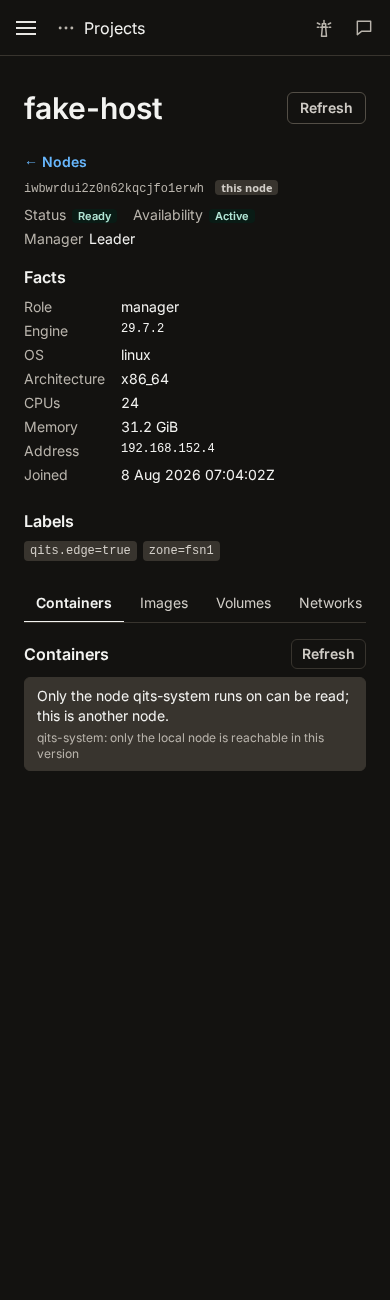 Projects
fake-host
Refresh
← Nodes
iwbwrdui2z0n62kqcjfo1erwh this node
Status Ready Availability Active
Manager Leader
Facts
Role manager
Engine 29.7.2
OS linux
Architecture x86_64
CPUs 24
Memory 31.2 GiB
Address 192.168.152.4
Joined 8 Aug 2026 07:04:02Z
Labels
qits.edge=true zone=fsn1
Containers Images Volumes Networks
Containers
Refresh
Only the node qits-system runs on can be read;
this is another node.
qits-system: only the local node is reachable in this
version